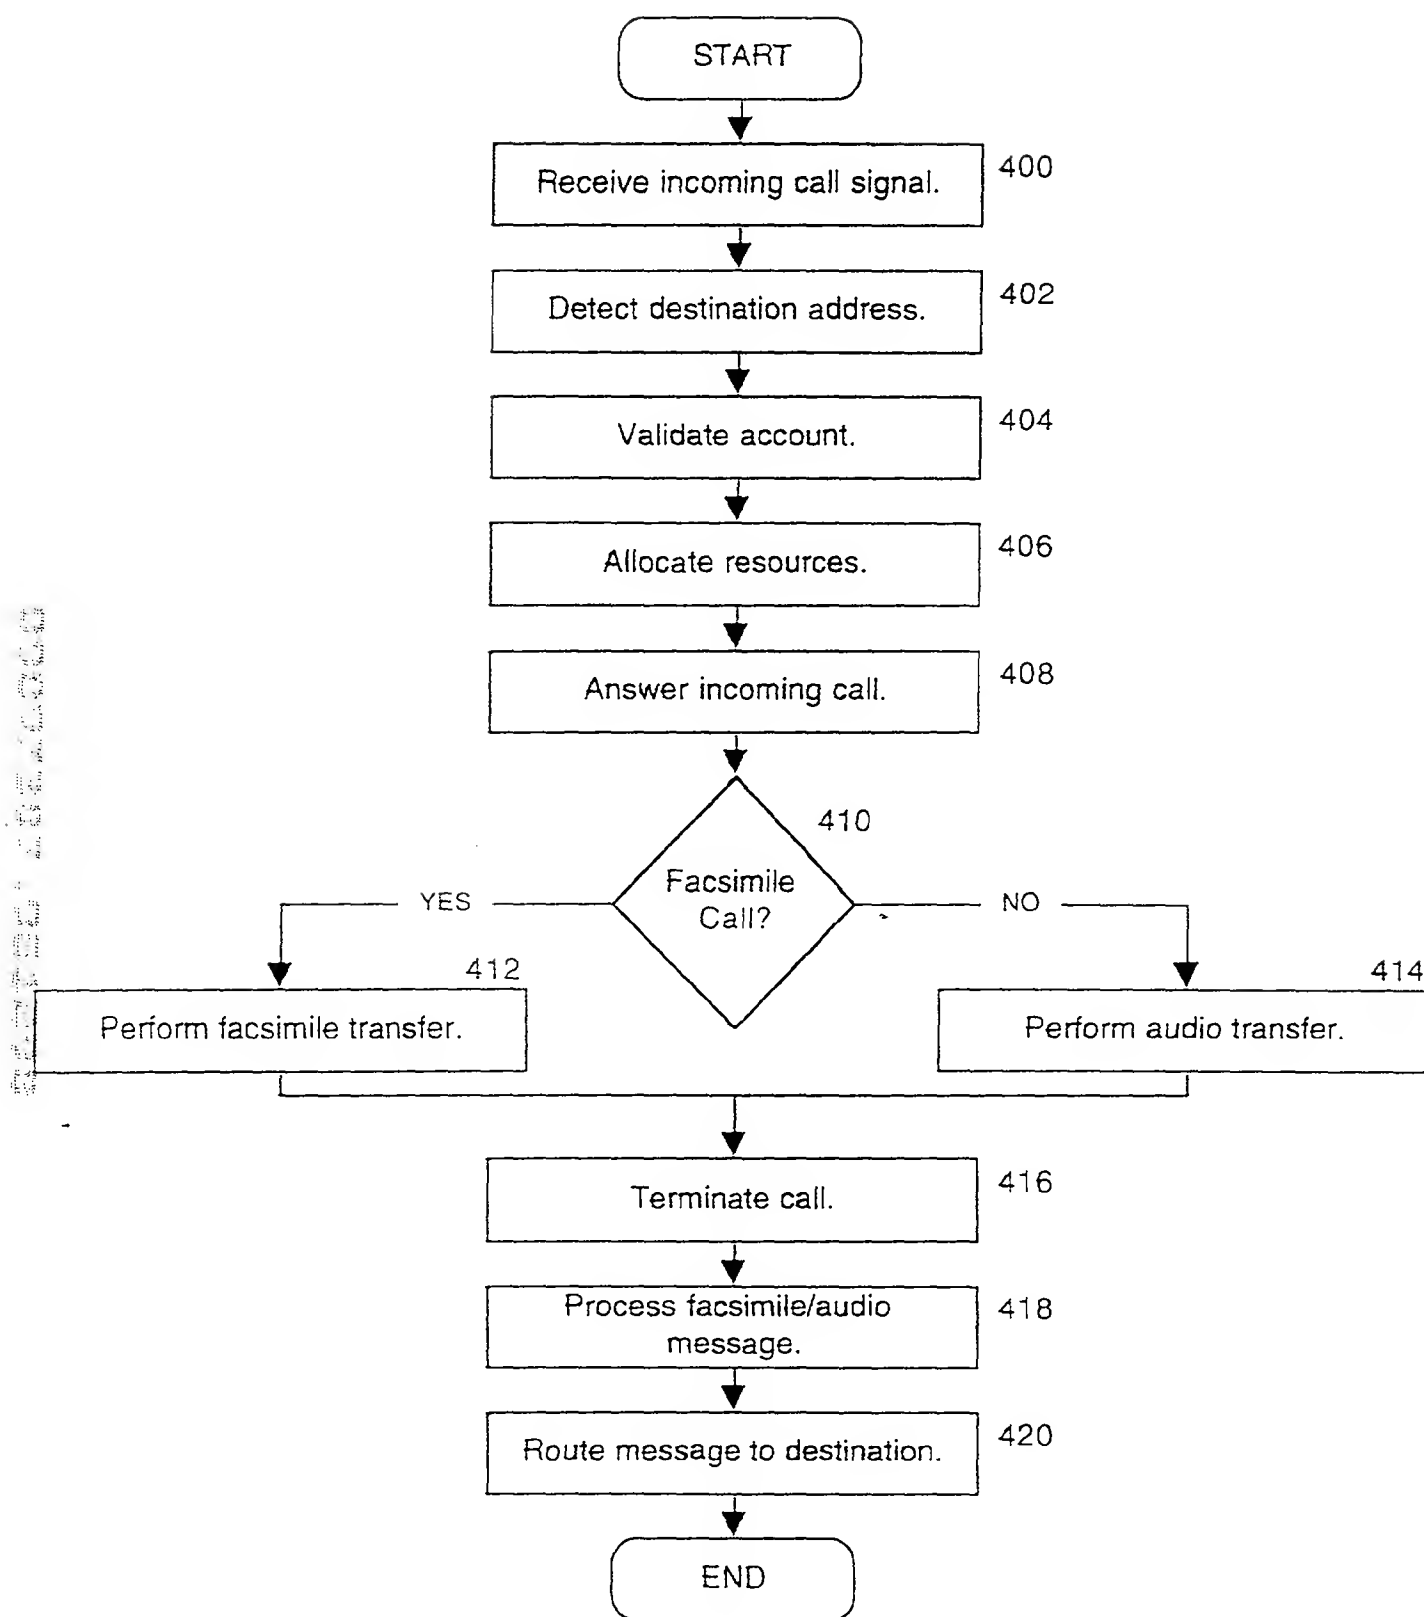 START
Receive incoming call signal.
400
Detect destination address.
402
Validate account.
404
Allocate resources.
406
Answer incoming call.
408
410
Facsimile
Call?
YES
NO
412
414
Perform facsimile transfer.
Perform audio transfer.
Terminate call.
416
Process facsimile/audio
message.
418
Route message to destination.
420
END